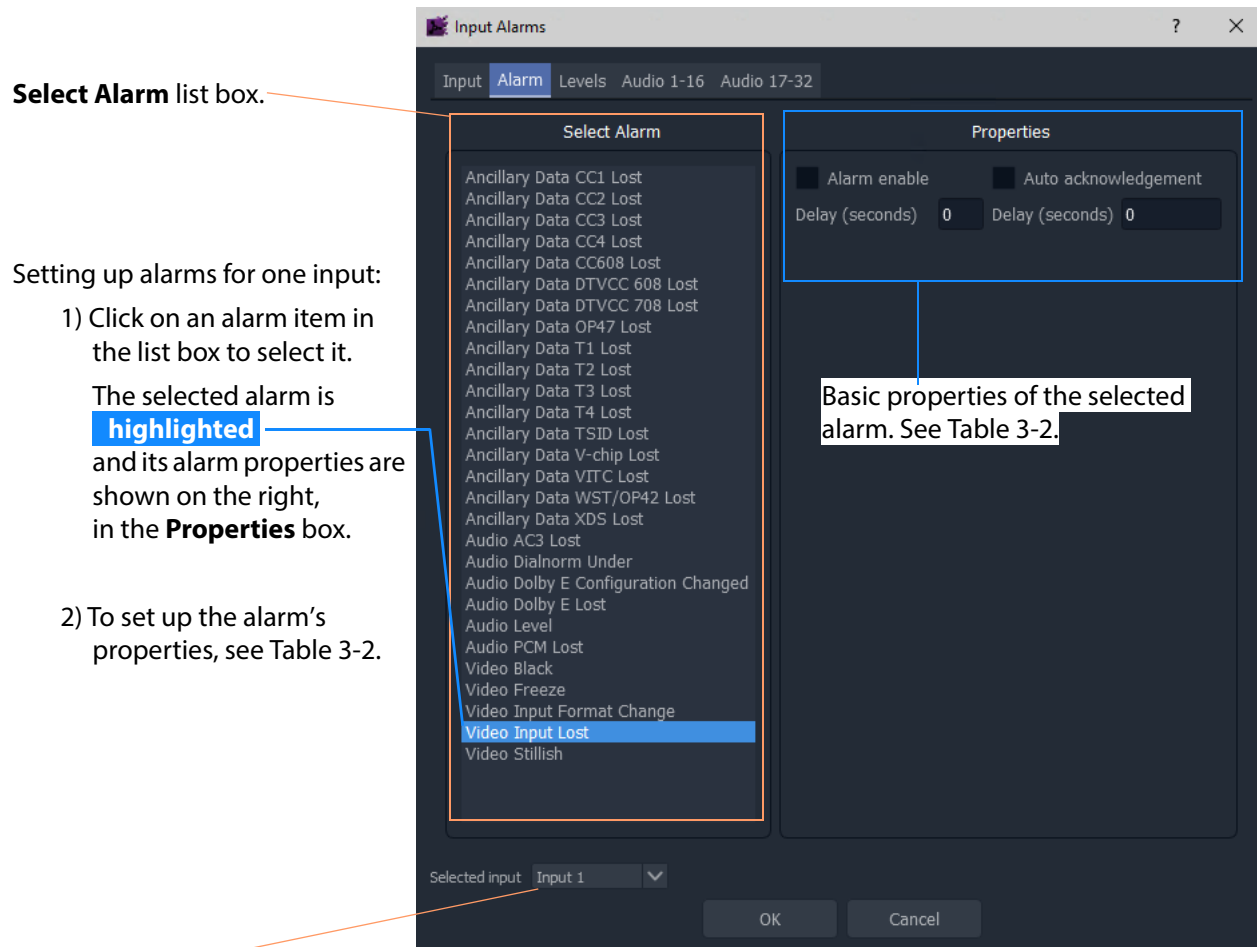 Input Alarms ? ×
Input Alarm Levels Audio 1-16 Audio 17-32
Select Alarm list box.
Setting up alarms for one input:
1) Click on an alarm item in
the list box to select it.
The selected alarm is
highlighted
and its alarm properties are
shown on the right,
in the Properties box.
2) To set up the alarm’s
properties, see Table 3-2.
Select Alarm
Ancillary Data CC1 Lost
Ancillary Data CC2 Lost
Ancillary Data CC3 Lost
Ancillary Data CC4 Lost
Ancillary Data CC608 Lost
Ancillary Data DTVCC 608 Lost
Ancillary Data DTVCC 708 Lost
Ancillary Data OP47 Lost
Ancillary Data T1 Lost
Ancillary Data T2 Lost
Ancillary Data T3 Lost
Ancillary Data T4 Lost
Ancillary Data TSID Lost
Ancillary Data V-chip Lost
Ancillary Data VITC Lost
Ancillary Data WST/OP42 Lost
Ancillary Data XDS Lost
Audio AC3 Lost
Audio Dialnorm Under
Audio Dolby E Configuration Changed
Audio Dolby E Lost
Audio Level
Audio PCM Lost
Video Black
Video Freeze
Video Input Format Change
Video Input Lost
Video Stillish
Properties
Alarm enable Auto acknowledgement
Delay (seconds) 0 Delay (seconds) 0
Basic properties of the selected
alarm. See Table 3-2.
Selected input Input 1
OK Cancel